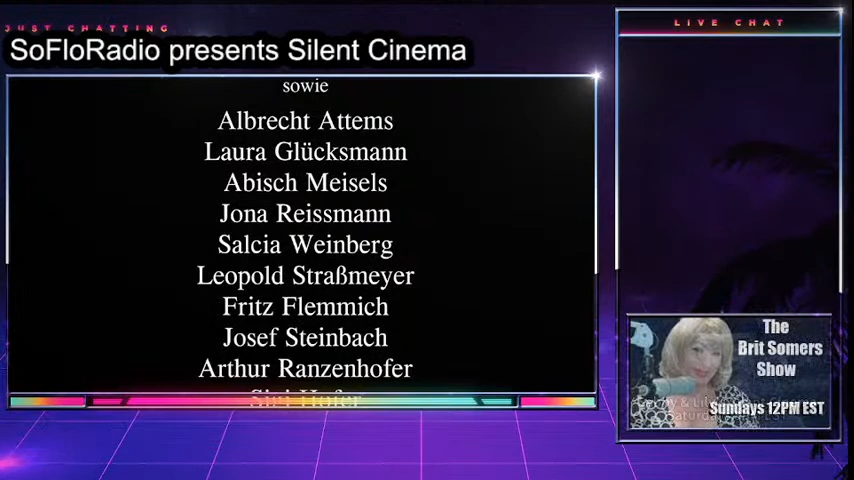 JUST CHATTING
LIVE CHAT
SoFloRadio presents Silent Cinema
sowie
Albrecht Attems
Laura Glücksmann
Abisch Meisels
Jona Reissmann
Salcia Weinberg
Leopold Straßmeyer
Fritz Flemmich
Josef Steinbach
Arthur Ranzenhofer
The
Brit Somers
Show
Sundays 12PM EST